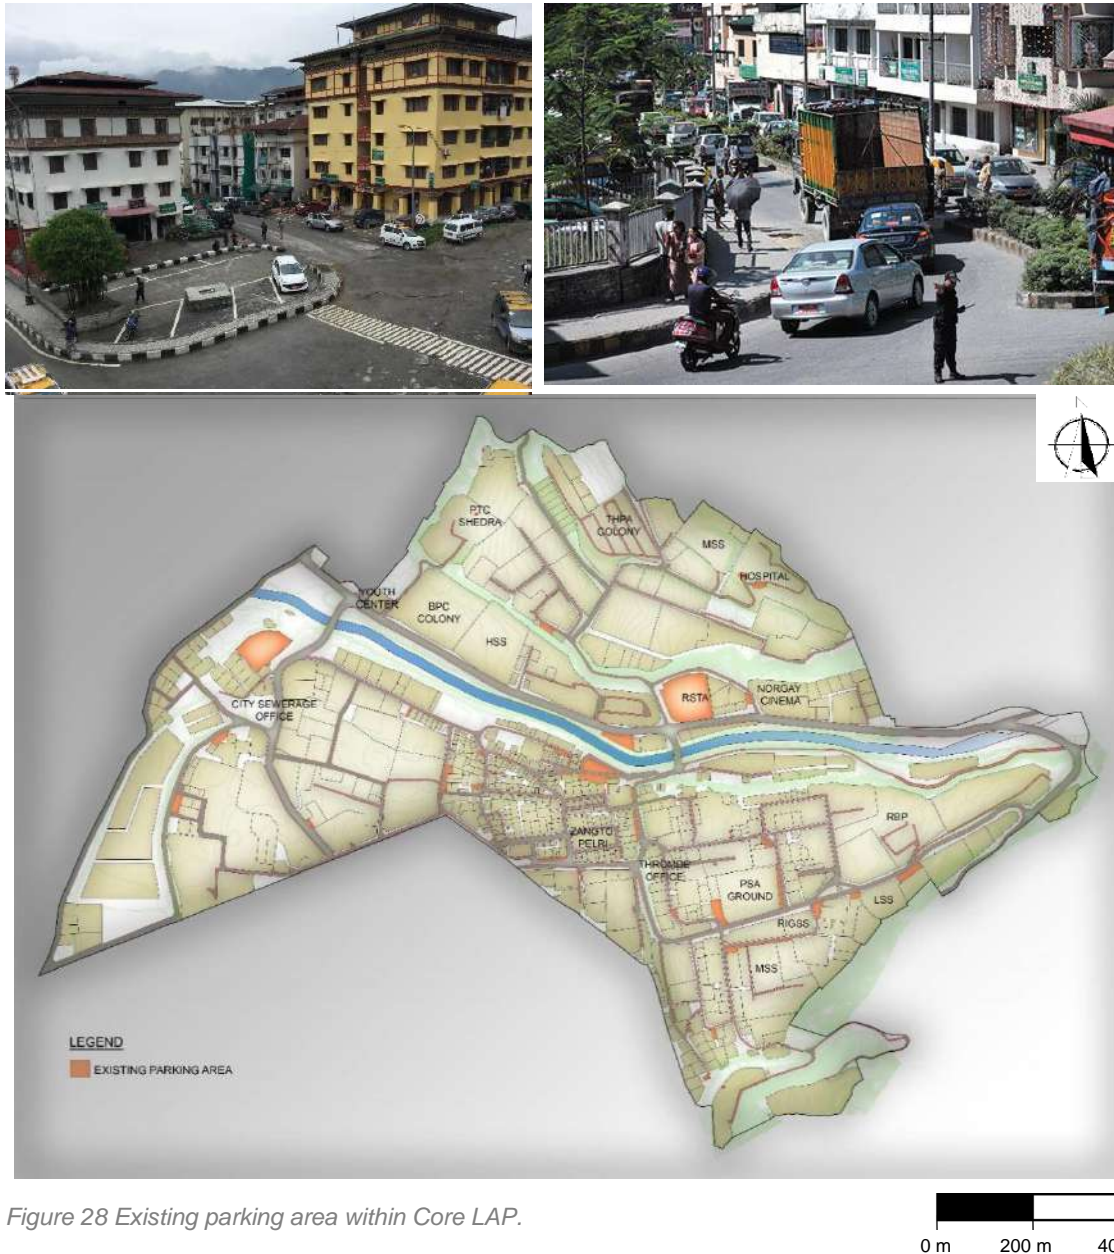 N
PTC
SHEDRA
THPA
COLONY
MSS
HOSPITAL
YOUTH
CENTER
BPC
COLONY
HSS
RSTA
NORGAY
CINEMA
CITY SEWERAGE
OFFICE
ZANGTO
PELRI
THROMDE
OFFICE
RBP
PSA
GROUND
LSS
RIGSS
MSS
LEGEND
EXISTING PARKING AREA
Figure 28 Existing parking area within Core LAP.
0 m 200 m 40